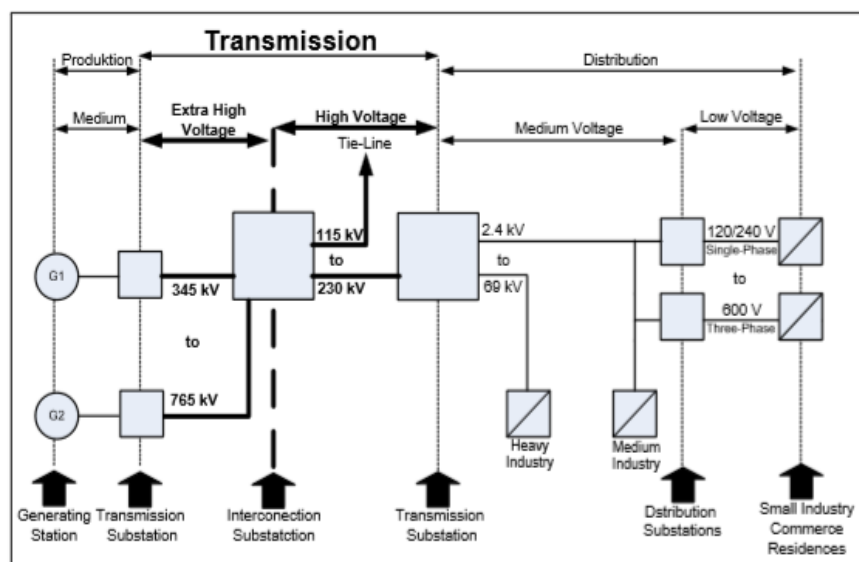 Transmission
Produktion
Distribution
Medium
Extra High
Voltage
High Voltage
Tie-Line
Medium Voltage
Low Voltage
115 kV
to
230 kV
2.4 kV
to
69 kV
120/240 V
Single-Phase
to
600 V
Three-Phase
G1
345 kV
to
765 kV
G2
Heavy
Industry
Medium
Industry
Generating
Station
Transmission
Substation
Interconnection
Substatction
Transmission
Substation
Dstribution
Substations
Small Industry
Commerce
Residences